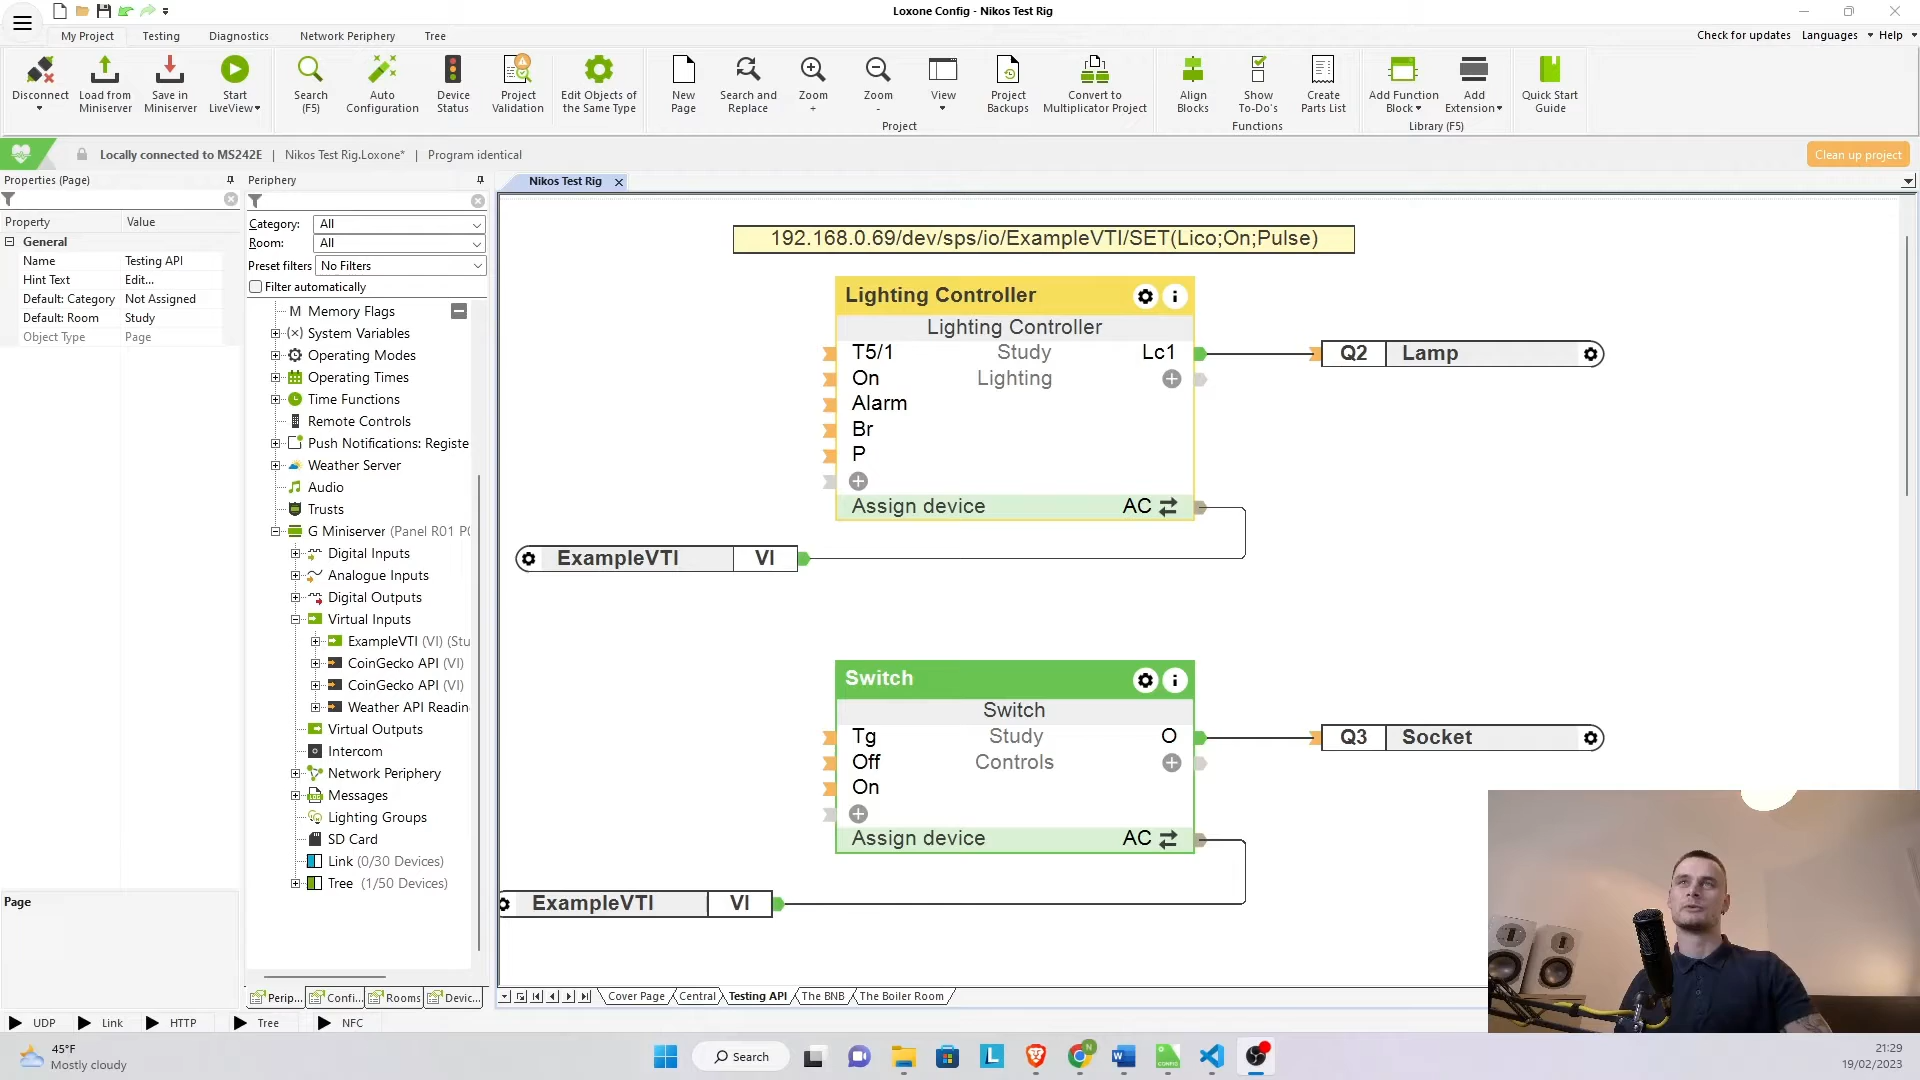 Loxone Config - Nikos Test Rig
My Project
Testing
Diagnostics
Network Periphery
Tree
Check for updates
Languages
Help
Disconnect
Load from
Miniserver
Save in
Miniserver
Start
LiveView
Search
(F5)
Auto
Configuration
Device
Status
Project
Validation
Edit Objects of
the Same Type
New
Page
Search and
Replace
Zoom
+
Zoom
-
View
Project
Backups
Convert to
Multiplicator Project
Align
Blocks
Show
To-Do's
Create
Parts List
Add Function
Block
Add
Extension
Quick Start
Guide
Project
Functions
Library (F5)
Locally connected to MS242E | Nikos Test Rig.Loxone* | Program identical
Clean up project
Properties (Page)
Property Value
General
Name Testing API
Hint Text Edit...
Default: Category Not Assigned
Default: Room Study
Object Type Page
Page
Periphery
Category: All
Room: All
Preset filters No Filters
Filter automatically
M Memory Flags
(x) System Variables
Operating Modes
Operating Times
Time Functions
Remote Controls
Push Notifications: Registe
Weather Server
Audio
Trusts
G Miniserver (Panel R01 P0
Digital Inputs
Analogue Inputs
Digital Outputs
Virtual Inputs
ExampleVTI (VI) (Stu
CoinGecko API (VI)
CoinGecko API (VI)
Weather API Readin
Virtual Outputs
Intercom
Network Periphery
Messages
Lighting Groups
SD Card
Link (0/30 Devices)
Tree (1/50 Devices)
Perip...
Confi...
Rooms
Devic...
Nikos Test Rig
192.168.0.69/dev/sps/io/ExampleVTI/SET(Lico;On;Pulse)
Lighting Controller
Lighting Controller
T5/1 Study Lc1
On Lighting
Alarm
Br
P
Assign device AC
Q2 Lamp
ExampleVTI VI
Switch
Switch
Tg Study O
Off Controls
On
Assign device AC
Q3 Socket
ExampleVTI VI
Cover Page
Central
Testing API
The BNB
The Boiler Room
UDP
Link
HTTP
Tree
NFC
45°F
Mostly cloudy
Search
21:29
19/02/2023